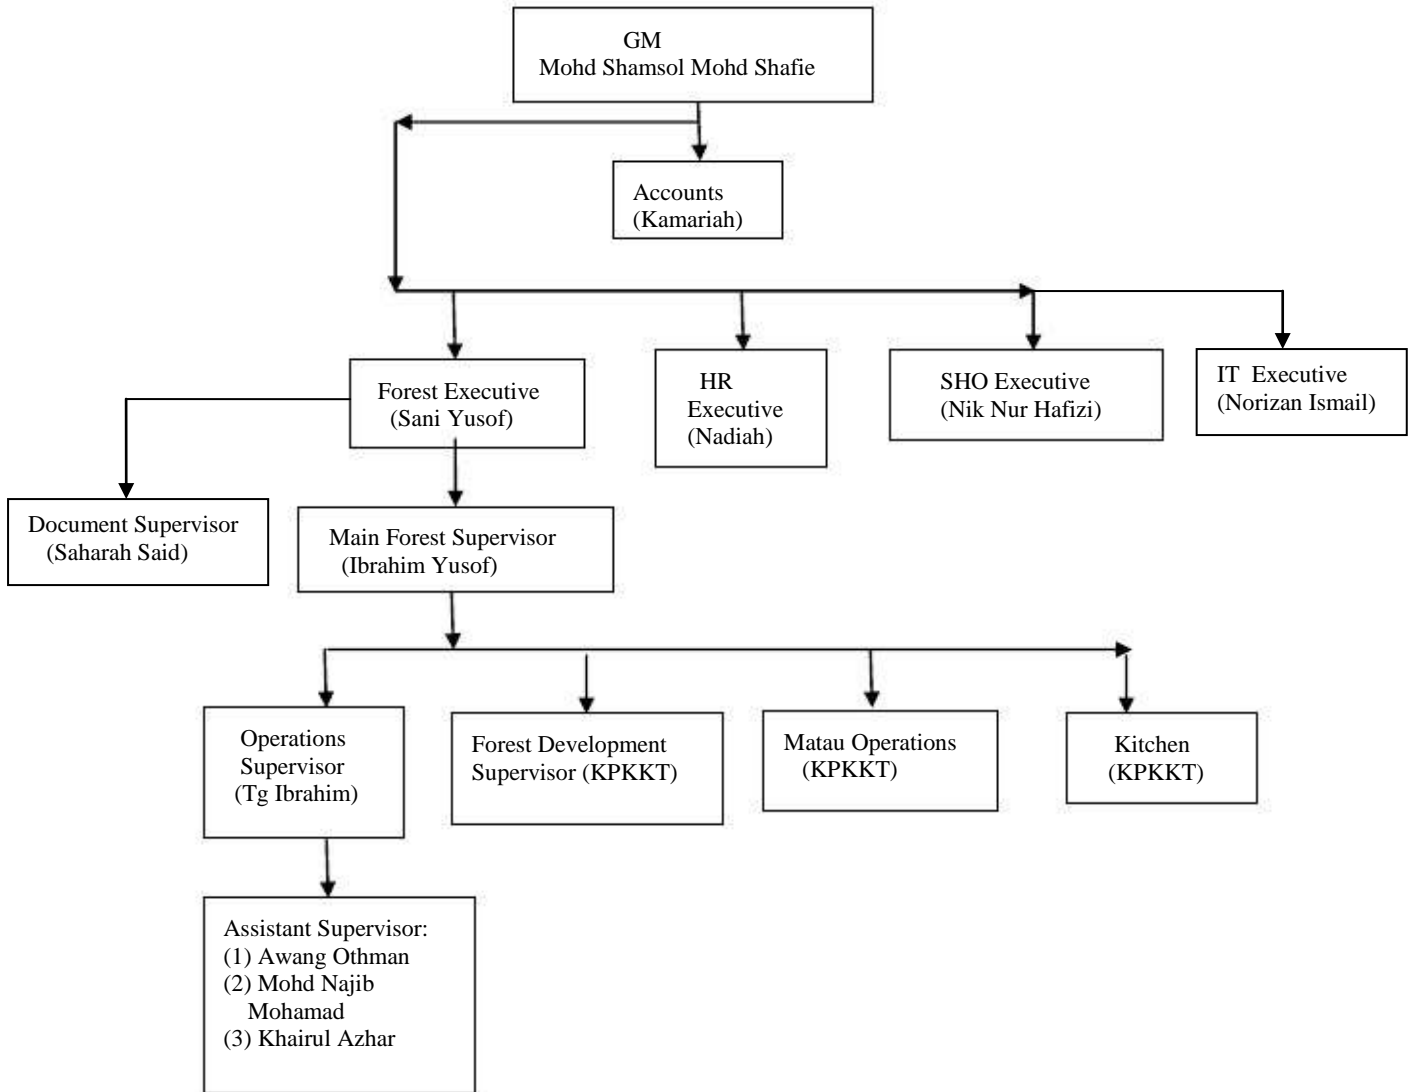 GM
Mohd Shamsol Mohd Shafie
Accounts
(Kamariah)
Forest Executive
(Sani Yusof)
HR
Executive
(Nadiah)
SHO Executive
(Nik Nur Hafizi)
IT Executive
(Norizan Ismail)
Document Supervisor
(Saharah Said)
Main Forest Supervisor
(Ibrahim Yusof)
Operations
Supervisor
(Tg Ibrahim)
Forest Development
Supervisor (KPKKT)
Matau Operations
(KPKKT)
Kitchen
(KPKKT)
Assistant Supervisor:
(1) Awang Othman
(2) Mohd Najib
Mohamad
(3) Khairul Azhar